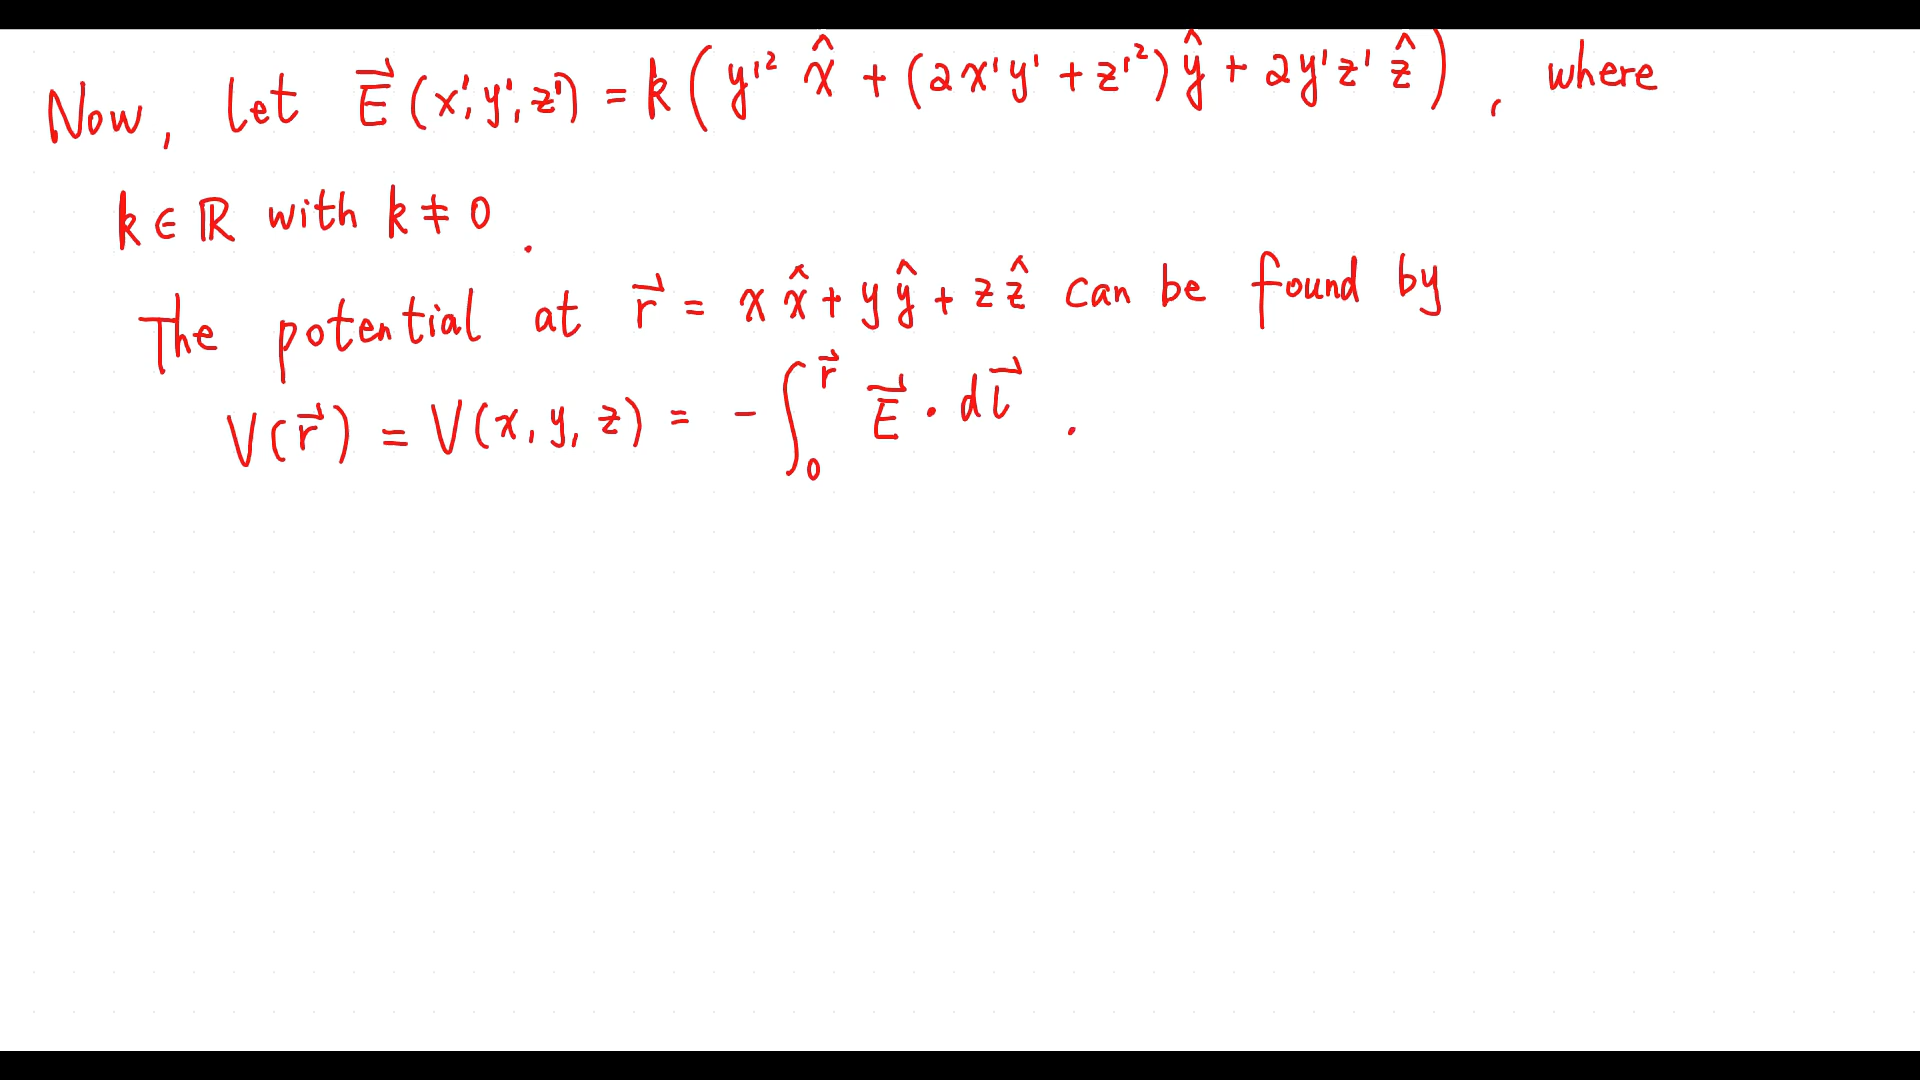 Now, Let E⃗(x',y',z') = k(y'² x̂ + (2x'y' + z'²)ŷ + 2y'z' ẑ), where
k ∈ ℝ with k ≠ 0.
The potential at r⃗ = x x̂ + y ŷ + z ẑ can be found by
V(r⃗) = V(x, y, z) = - ∫₀^r⃗ E⃗ · dl⃗ .